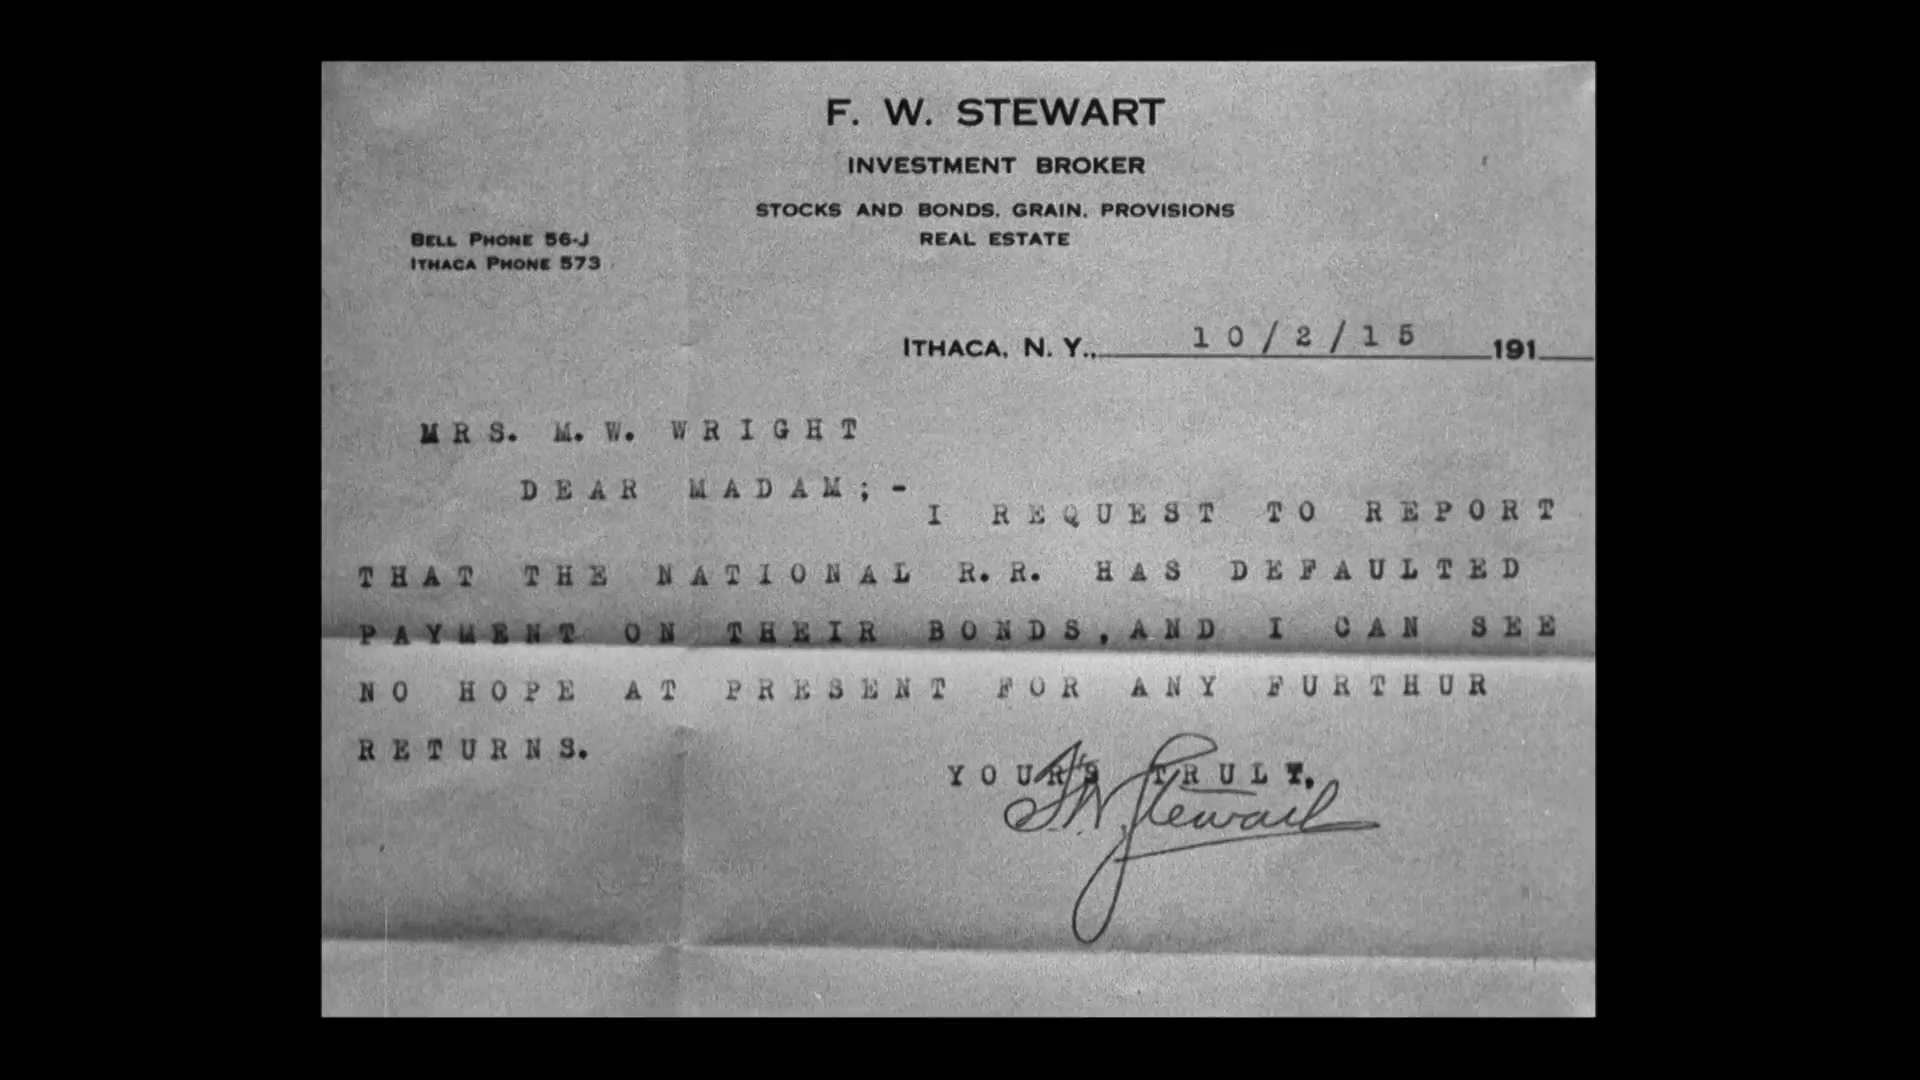 F. W. STEWART
INVESTMENT BROKER
STOCKS AND BONDS, GRAIN, PROVISIONS
REAL ESTATE
BELL PHONE 56-J
ITHACA PHONE 573
ITHACA, N. Y., 10/2/15 191
MRS. M. W. WRIGHT
DEAR MADAM;-
I REQUEST TO REPORT
THAT THE NATIONAL R.R. HAS DEFAULTED
PAYMENT ON THEIR BONDS, AND I CAN SEE
NO HOPE AT PRESENT FOR ANY FURTHUR
RETURNS.
YOUR'S TRULY,
F.W. Stewart